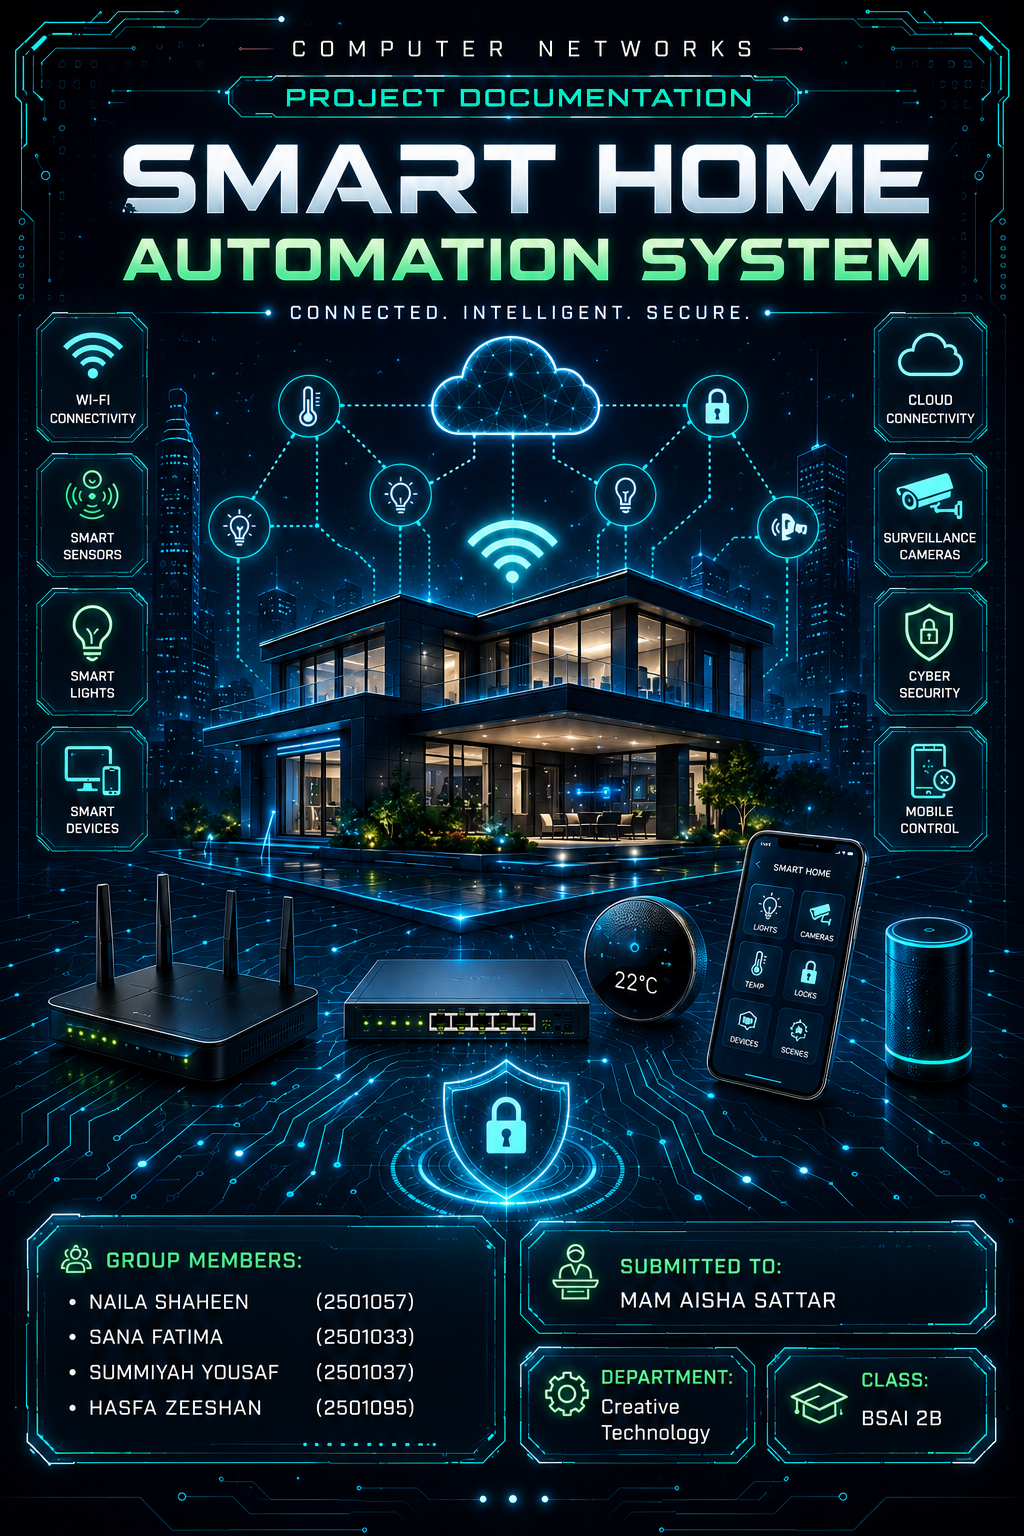 COMPUTER NETWORKS
PROJECT DOCUMENTATION
SMART HOME
AUTOMATION SYSTEM
CONNECTED. INTELLIGENT. SECURE.
WI-FI
CONNECTIVITY
SMART
SENSORS
SMART
LIGHTS
SMART
DEVICES
CLOUD
CONNECTIVITY
SURVEILLANCE
CAMERAS
CYBER
SECURITY
MOBILE
CONTROL
22°C
SMART HOME
LIGHTS
CAMERAS
TEMP
LOCKS
DEVICES
SCENES
GROUP MEMBERS:
• NAILA SHAHEEN (2501057)
• SANA FATIMA (2501033)
• SUMMIYAH YOUSAF (2501037)
• HASFA ZEESHAN (2501095)
SUBMITTED TO:
MAM AISHA SATTAR
DEPARTMENT:
Creative
Technology
CLASS:
BSAI 2B